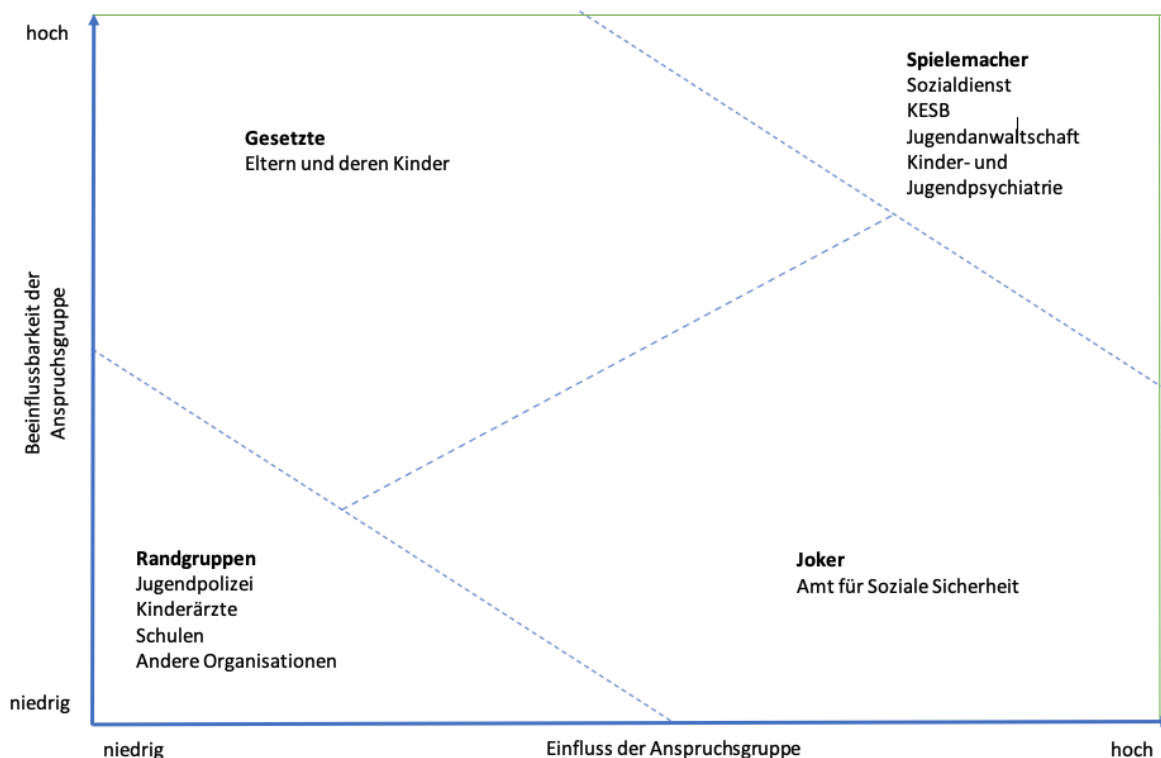 hoch
Spielemacher
Sozialdienst
KESB
Jugendanwaltschaft
Kinder- und
Jugendpsychiatrie
Gesetzte
Eltern und deren Kinder
Beeinflussbarkeit der
Anspruchsgruppe
Randgruppen
Jugendpolizei
Kinderärzte
Schulen
Andere Organisationen
Joker
Amt für Soziale Sicherheit
niedrig
niedrig
Einfluss der Anspruchsgruppe
hoch